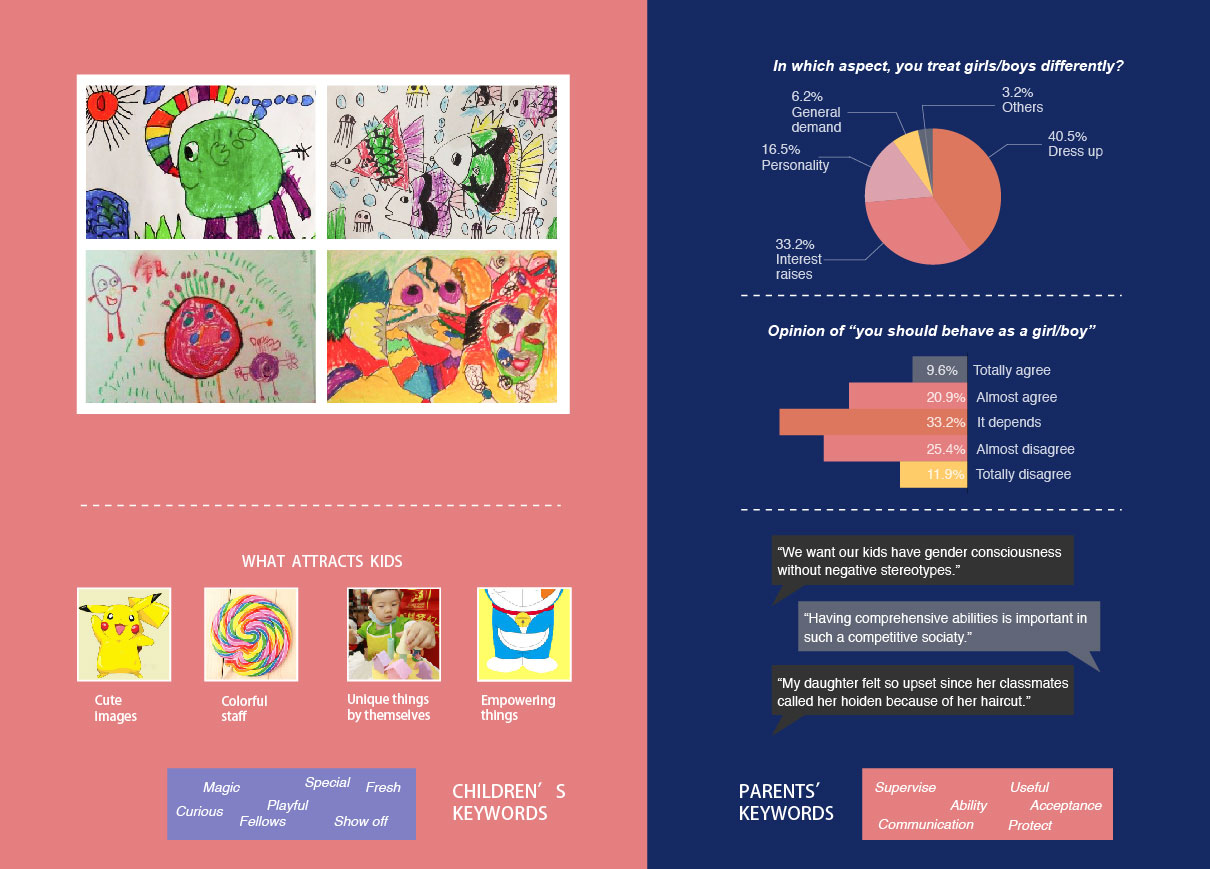 WHAT ATTRACTS KIDS
Cute
images
Colorful
staff
Unique things
by themselves
Empowering
things
Magic
Special
Fresh
Curious
Playful
Fellows
Show off
CHILDREN’ S
KEYWORDS
In which aspect, you treat girls/boys differently?
6.2%
General
demand
3.2%
Others
40.5%
Dress up
16.5%
Personality
33.2%
Interest
raises
Opinion of “you should behave as a girl/boy”
9.6% Totally agree
20.9% Almost agree
33.2% It depends
25.4% Almost disagree
11.9% Totally disagree
“We want our kids have gender consciousness
without negative stereotypes.”
“Having comprehensive abilities is important in
such a competitive sociaty.”
“My daughter felt so upset since her classmates
called her hoiden because of her haircut.”
PARENTS’
KEYWORDS
Supervise
Useful
Ability
Acceptance
Communication
Protect